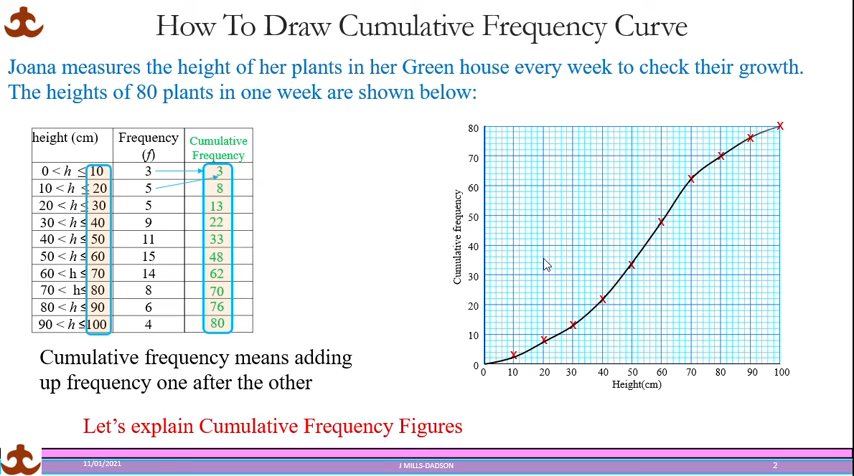 How To Draw Cumulative Frequency Curve
Joana measures the height of her plants in her Green house every week to check their growth.
The heights of 80 plants in one week are shown below:
height (cm) Frequency (f) Cumulative Frequency
0 < h ≤ 10 3 3
10 < h ≤ 20 5 8
20 < h ≤ 30 5 13
30 < h ≤ 40 9 22
40 < h ≤ 50 11 33
50 < h ≤ 60 15 48
60 < h ≤ 70 14 62
70 < h≤ 80 8 70
80 < h ≤ 90 6 76
90 < h ≤100 4 80
Cumulative frequency means adding
up frequency one after the other
Cumulative frequency
80
70
60
50
40
30
20
10
0
0 10 20 30 40 50 60 70 80 90 100
Height(cm)
Let's explain Cumulative Frequency Figures
11/01/2021 J MILLS-DADSON 2